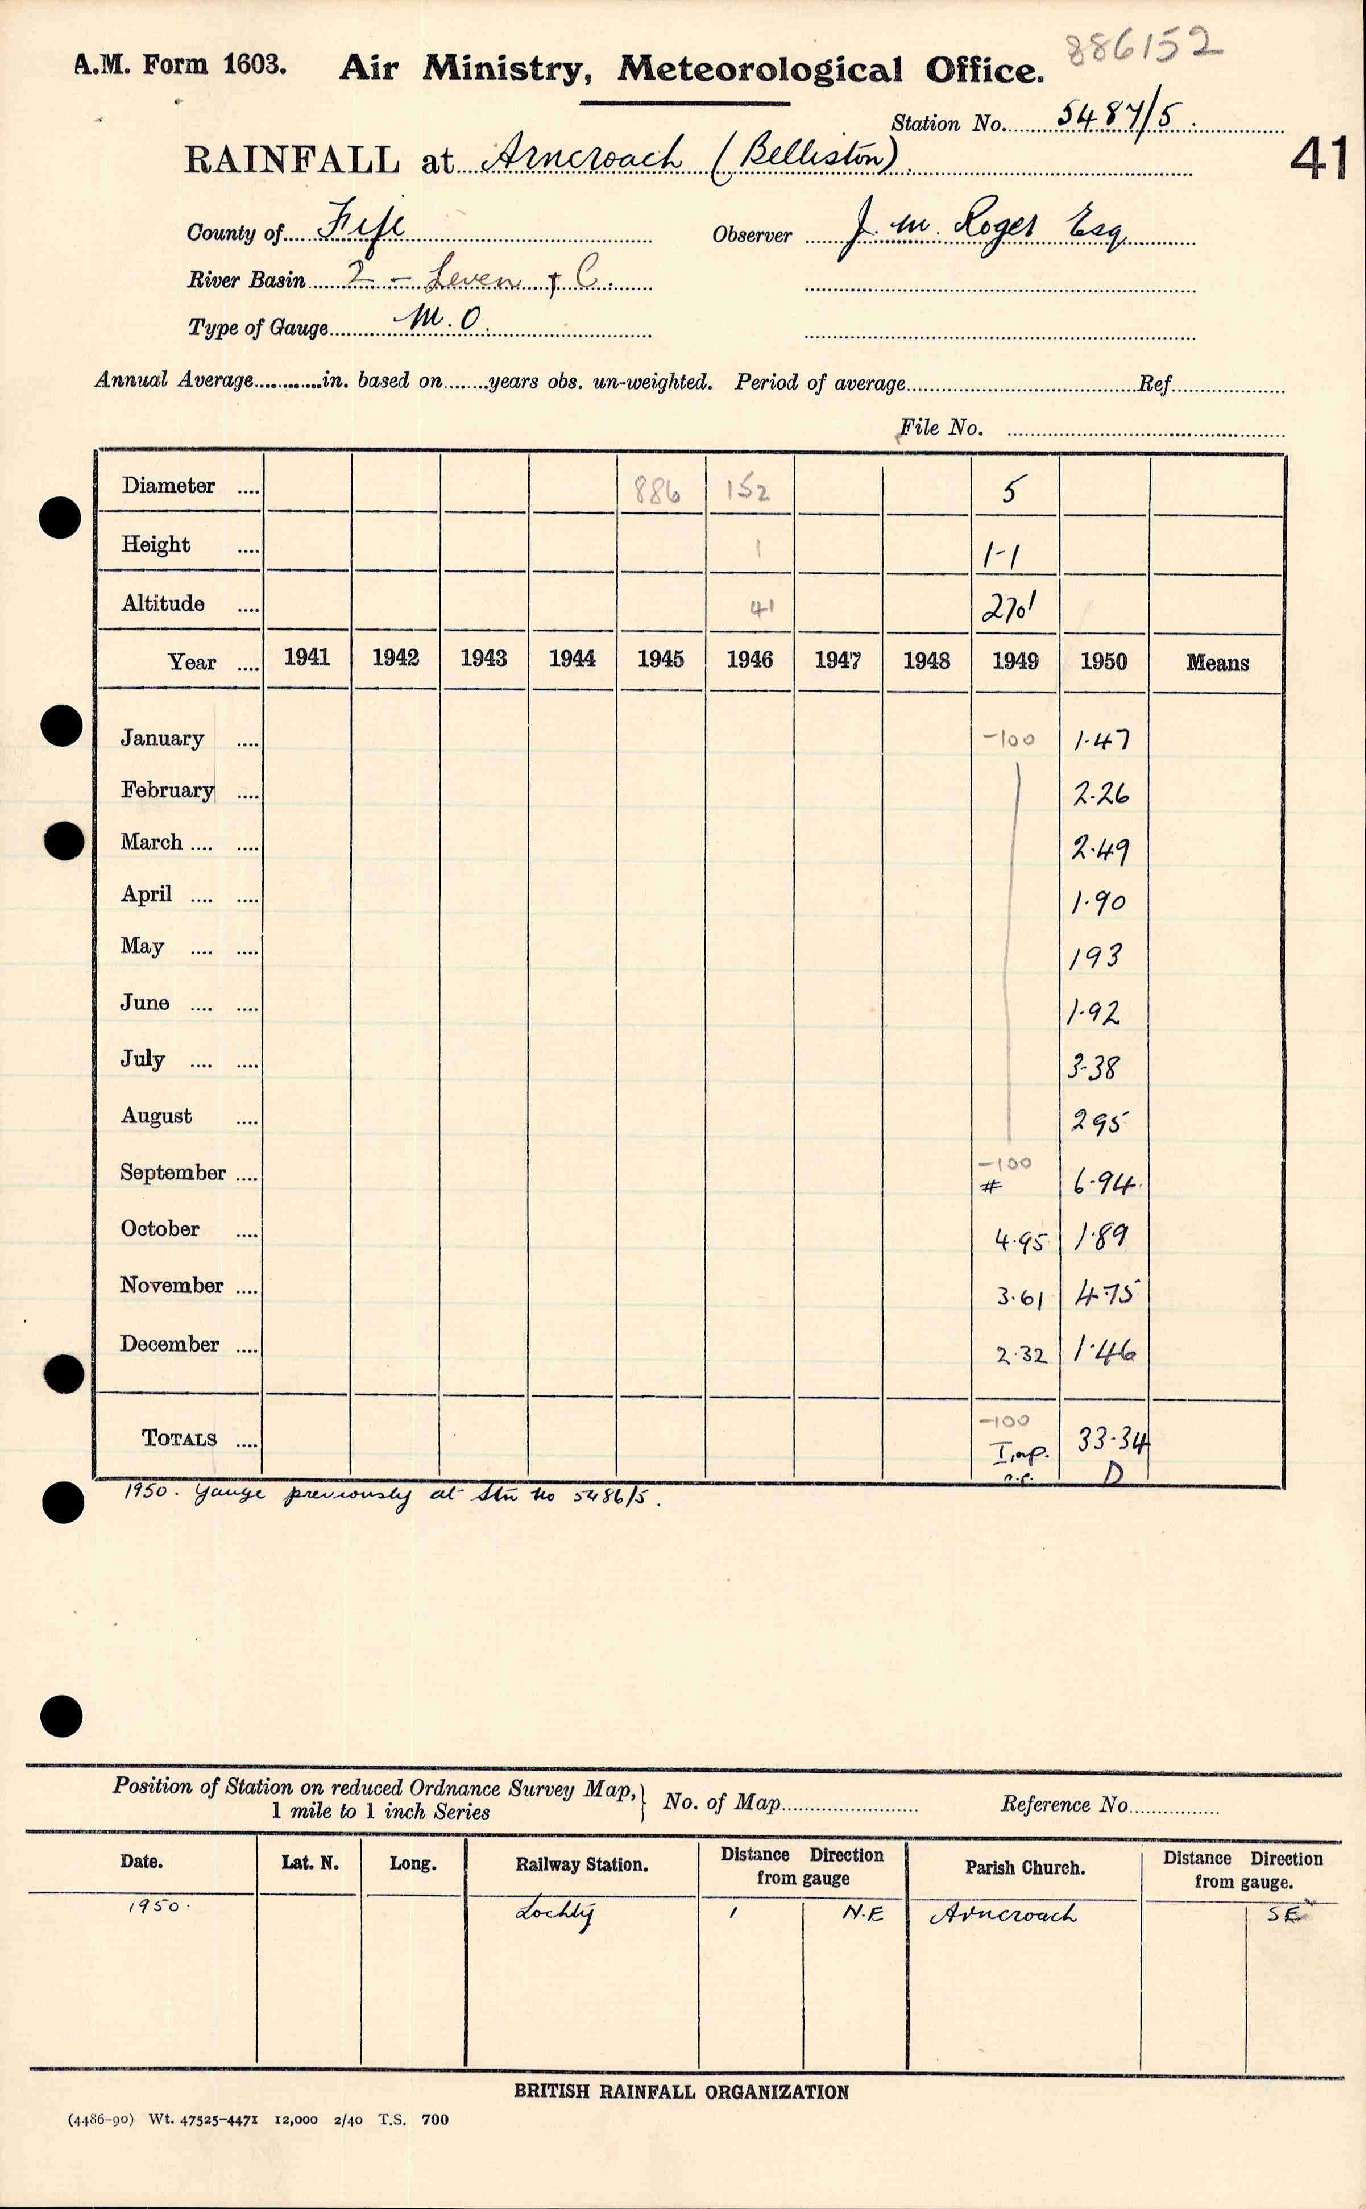 886152
A.M. Form 1603. Air Ministry, Meteorological Office.
Station No. 5487/5.
RAINFALL at Arncroach (Belliston)
41
County of Fife Observer J. M. Roger Esq
River Basin 2 - Leven & C.
Type of Gauge M.O.
Annual Average............in. based on........years obs. un-weighted. Period of average........Ref........
File No. ........
Diameter .... 886 152 5
Height .... 1 1-1
Altitude .... 41 270'
Year .... 1941 1942 1943 1944 1945 1946 1947 1948 1949 1950 Means
January .... -100 1.47
February .... 2.26
March .... .... 2.49
April .... .... 1.90
May .... .... 193
June .... .... 1.92
July .... .... 3.38
August .... 295
September .... -100 # 6.94
October .... 4.95 1.89
November .... 3.61 4.75
December .... 2.32 1.46
TOTALS .... -100 Imp. n.c. 33.34 D
1950. Gauge previously at Stn No 5486/5.
Position of Station on reduced Ordnance Survey Map,
1 mile to 1 inch Series
No. of Map........ Reference No........
Date. Lat. N. Long. Railway Station. Distance Direction from gauge Parish Church. Distance Direction from gauge.
1950. Lochty 1 N.E Arncroach SE
BRITISH RAINFALL ORGANIZATION
(4486-90) Wt. 47525-4471 12,000 2/40 T.S. 700